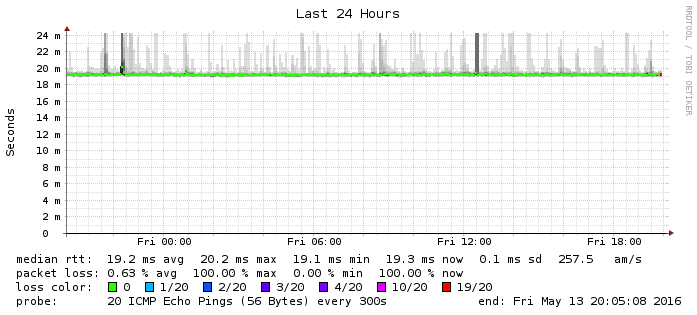 Last 24 Hours
RRDTOOL / TOBI OETIKER
Seconds
24 m
22 m
20 m
18 m
16 m
14 m
12 m
10 m
8 m
6 m
4 m
2 m
0
Fri 00:00 Fri 06:00 Fri 12:00 Fri 18:00
median rtt: 19.2 ms avg 20.2 ms max 19.1 ms min 19.3 ms now 0.1 ms sd 257.5 am/s
packet loss: 0.63 % avg 100.00 % max 0.00 % min 100.00 % now
loss color: 0 1/20 2/20 3/20 4/20 10/20 19/20
probe: 20 ICMP Echo Pings (56 Bytes) every 300s end: Fri May 13 20:05:08 2016